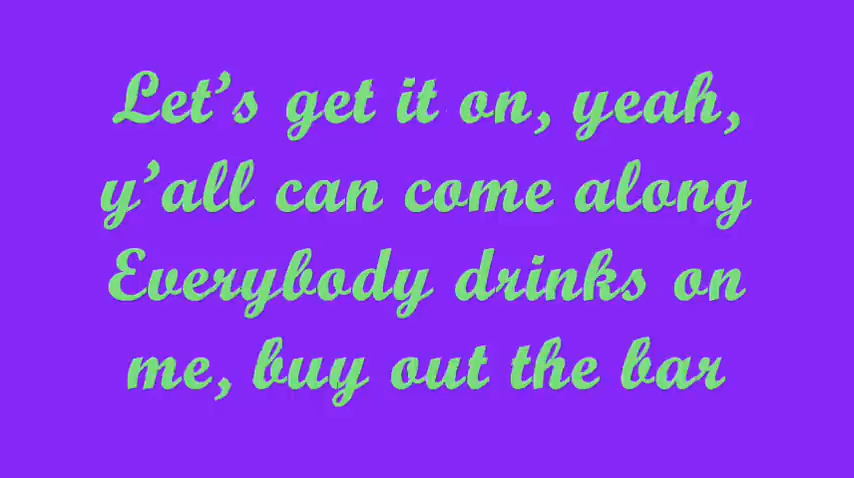 Let’s get it on, yeah,
y’all can come along
Everybody drinks on
me, buy out the bar